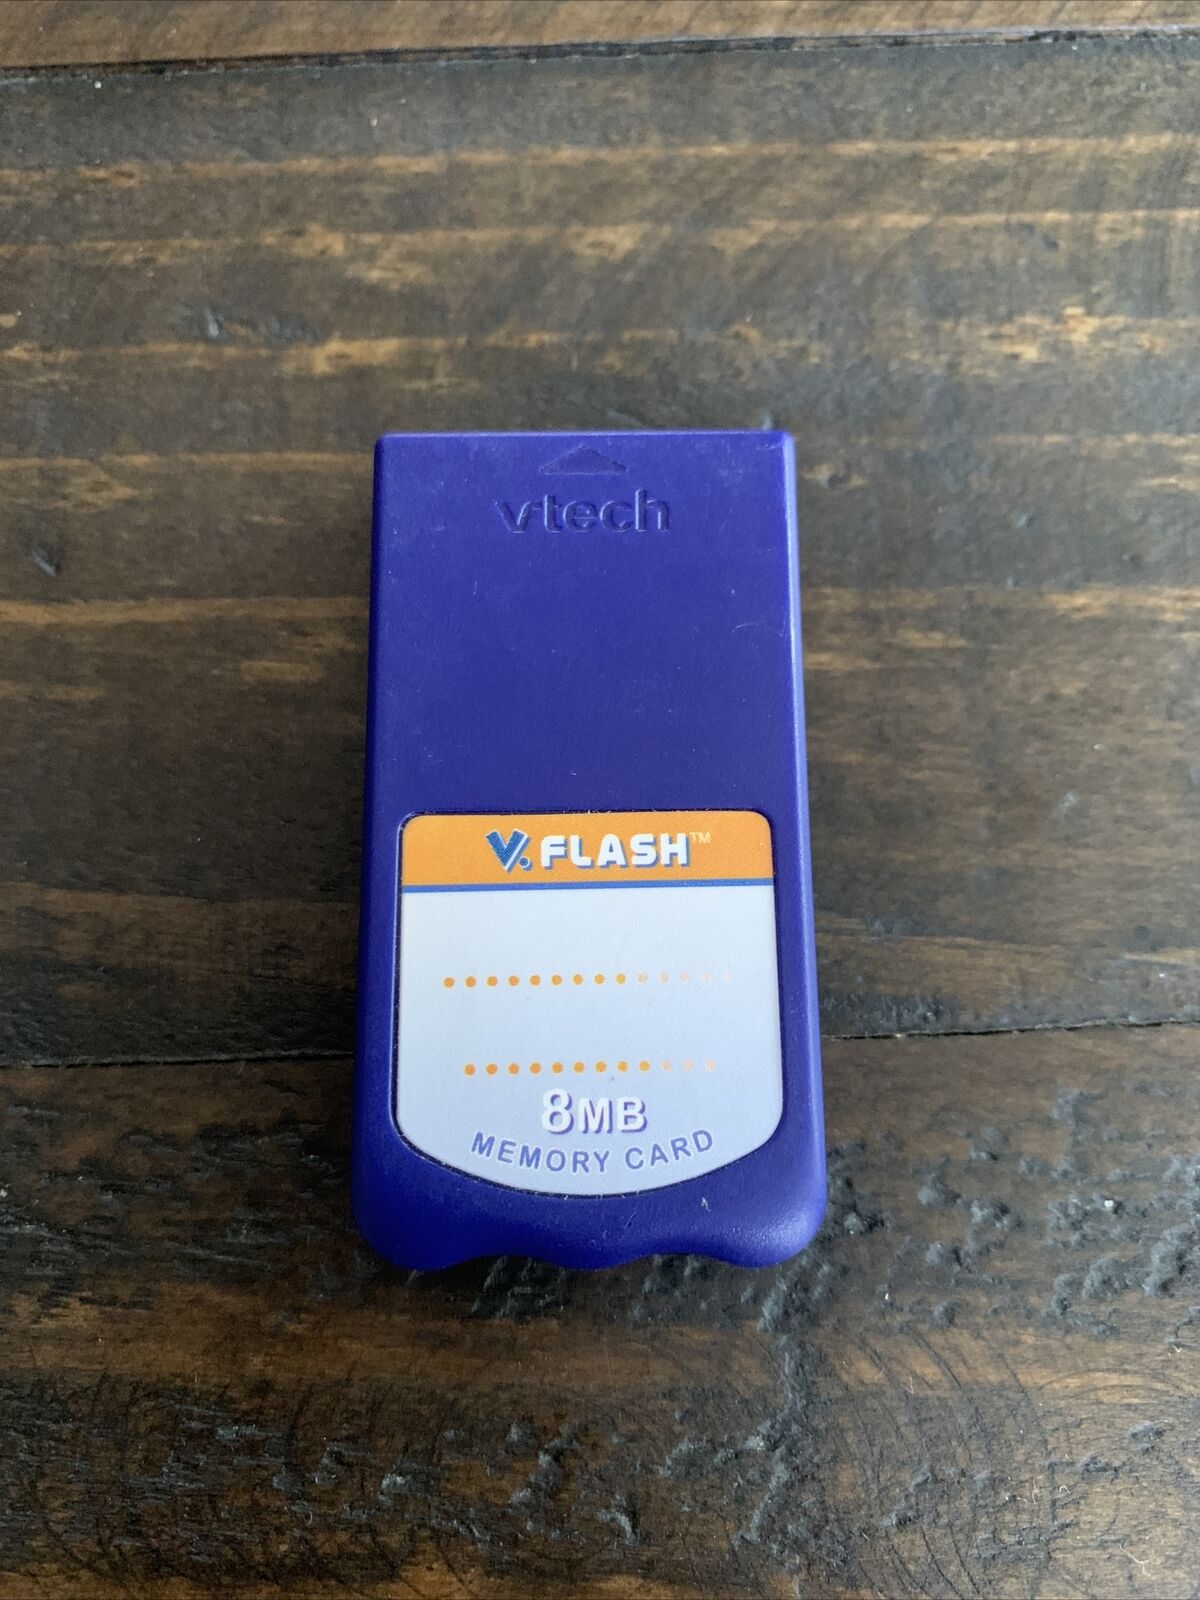 vtech
V.FLASH™
8MB
MEMORY CARD